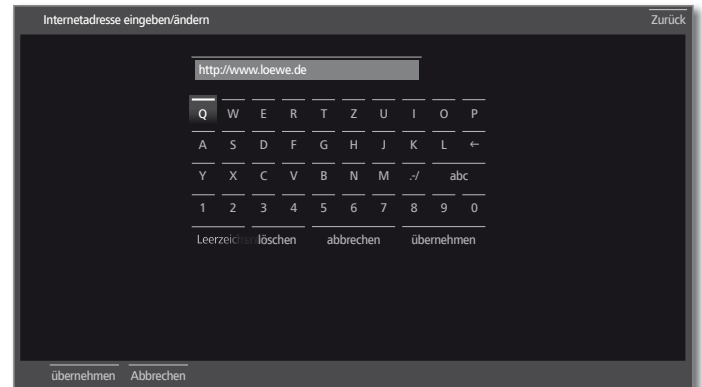 Internetadresse eingeben/ändern Zurück
http://www.loewe.de
Q W E R T Z U I O P
A S D F G H J K L ←
Y X C V B N M .-/ abc
1 2 3 4 5 6 7 8 9 0
Leerzeichen löschen abbrechen übernehmen
übernehmen Abbrechen